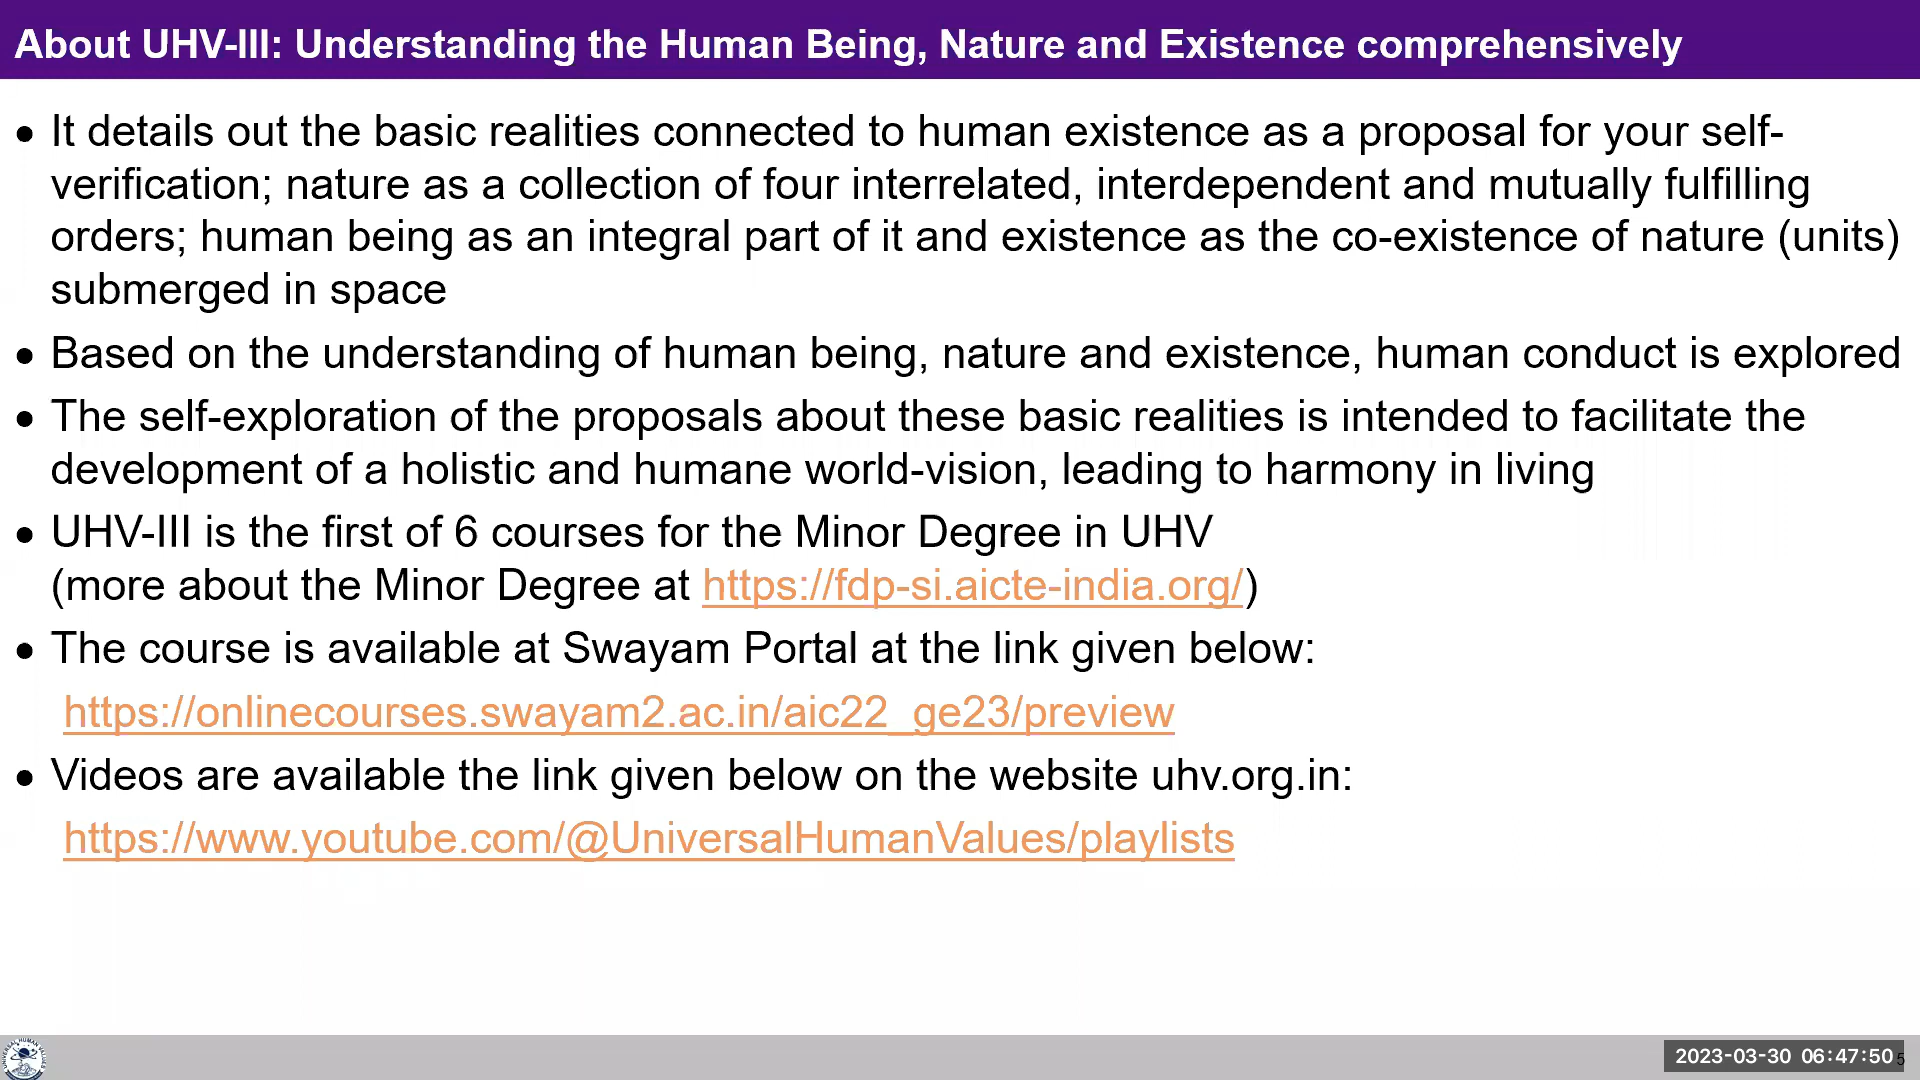 About UHV-III: Understanding the Human Being, Nature and Existence comprehensively
• It details out the basic realities connected to human existence as a proposal for your self-
verification; nature as a collection of four interrelated, interdependent and mutually fulfilling
orders; human being as an integral part of it and existence as the co-existence of nature (units)
submerged in space
• Based on the understanding of human being, nature and existence, human conduct is explored
• The self-exploration of the proposals about these basic realities is intended to facilitate the
development of a holistic and humane world-vision, leading to harmony in living
• UHV-III is the first of 6 courses for the Minor Degree in UHV
(more about the Minor Degree at https://fdp-si.aicte-india.org/)
• The course is available at Swayam Portal at the link given below:
https://onlinecourses.swayam2.ac.in/aic22_ge23/preview
• Videos are available the link given below on the website uhv.org.in:
https://www.youtube.com/@UniversalHumanValues/playlists
UNIVERSAL HUMAN VALUES
2023-03-30 06:47:50
5